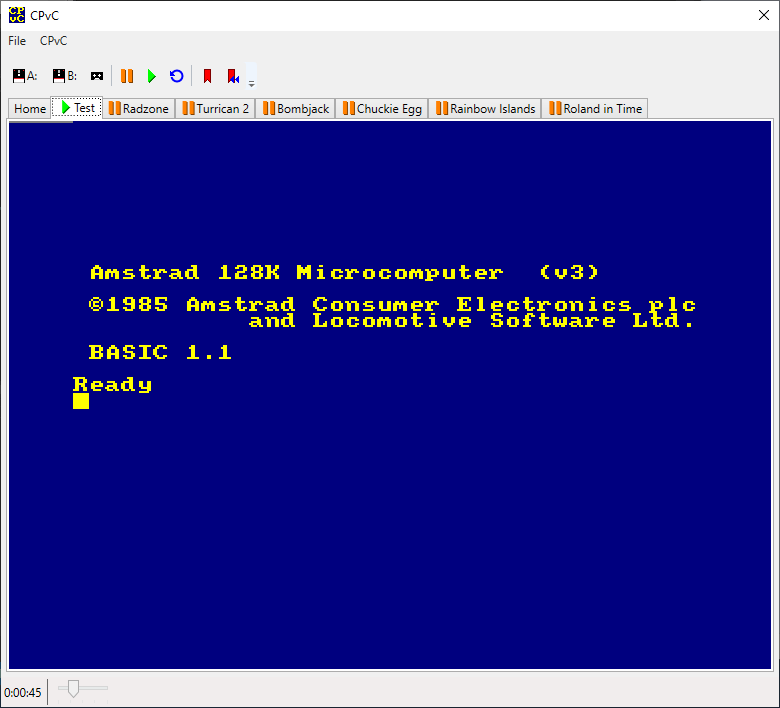 CPvC
File CPvC
A: B:
Home Test Radzone Turrican 2 Bombjack Chuckie Egg Rainbow Islands Roland in Time
Amstrad 128K Microcomputer (v3)
©1985 Amstrad Consumer Electronics plc
and Locomotive Software Ltd.
BASIC 1.1
Ready
0:00:45